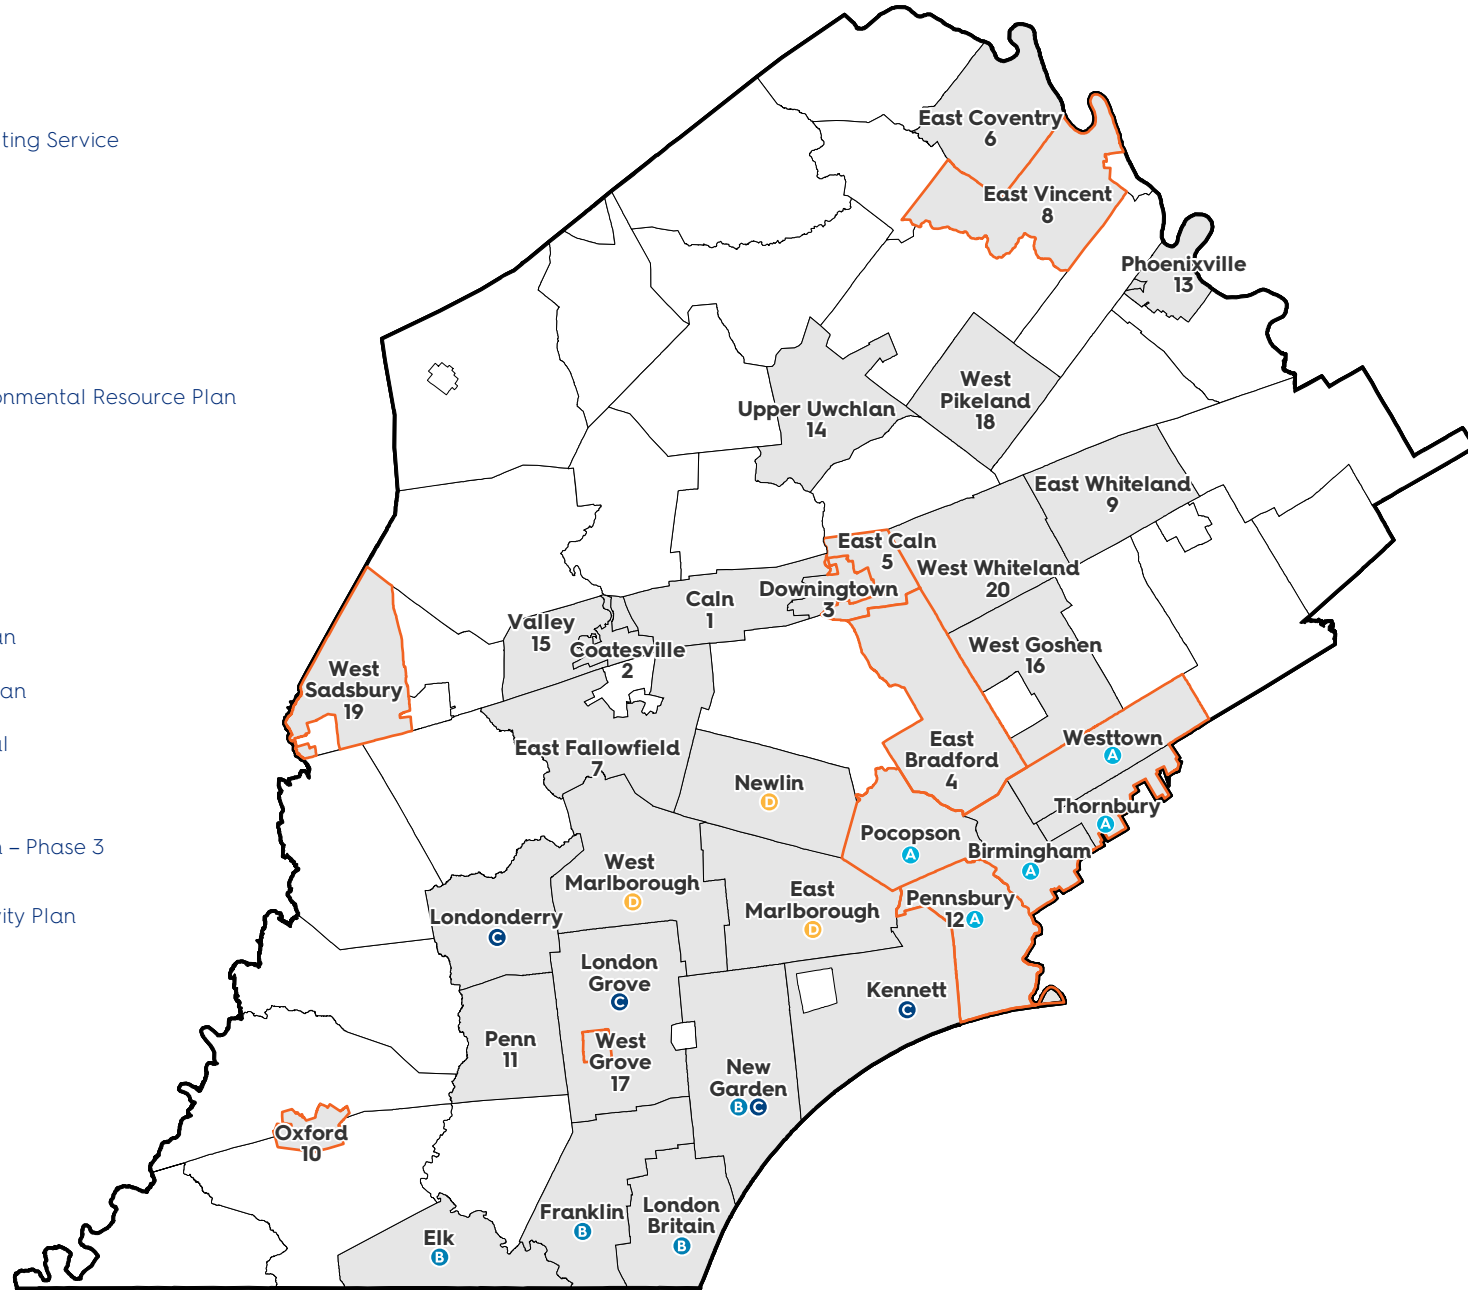 ting Service
onmental Resource Plan
an
an
al
n – Phase 3
ity Plan
East Coventry
6
East Vincent
8
Phoenixville
13
West
Pikeland
18
Upper Uwchlan
14
East Whiteland
9
East Caln
5
West Whiteland
20
Downingtown
3
Caln
1
Valley
15
Coatesville
2
West Goshen
16
West
Sadsbury
19
East Fallowfield
7
East
Bradford
4
Westtown
A
Newlin
D
Thornbury
A
Pocopson
A
Birmingham
A
West
Marlborough
D
East
Marlborough
D
Pennsbury
12 A
Londonderry
C
London
Grove
C
Kennett
C
Penn
11
West
Grove
17
New
Garden
B C
Oxford
10
Franklin
B
London
Britain
B
Elk
B